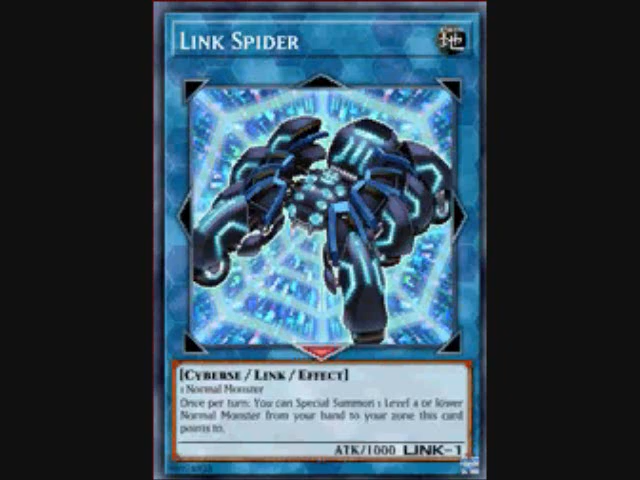 LINK SPIDER
地
[CYBERSE / LINK / EFFECT]
1 Normal Monster
Once per turn: You can Special Summon 1 Level 4 or lower
Normal Monster from your hand to your zone this card
points to.
ATK/1000 LINK-1